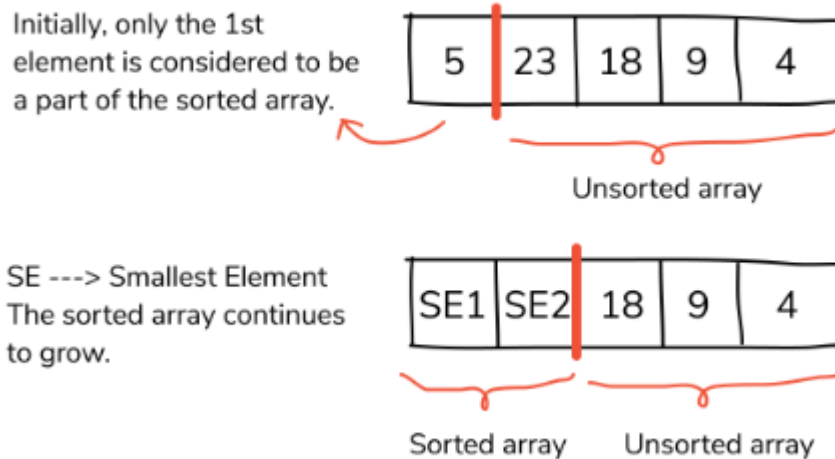 Initially, only the 1st
element is considered to be
a part of the sorted array.
5 23 18 9 4
Unsorted array
SE ---> Smallest Element
The sorted array continues
to grow.
SE1 SE2 18 9 4
Sorted array Unsorted array